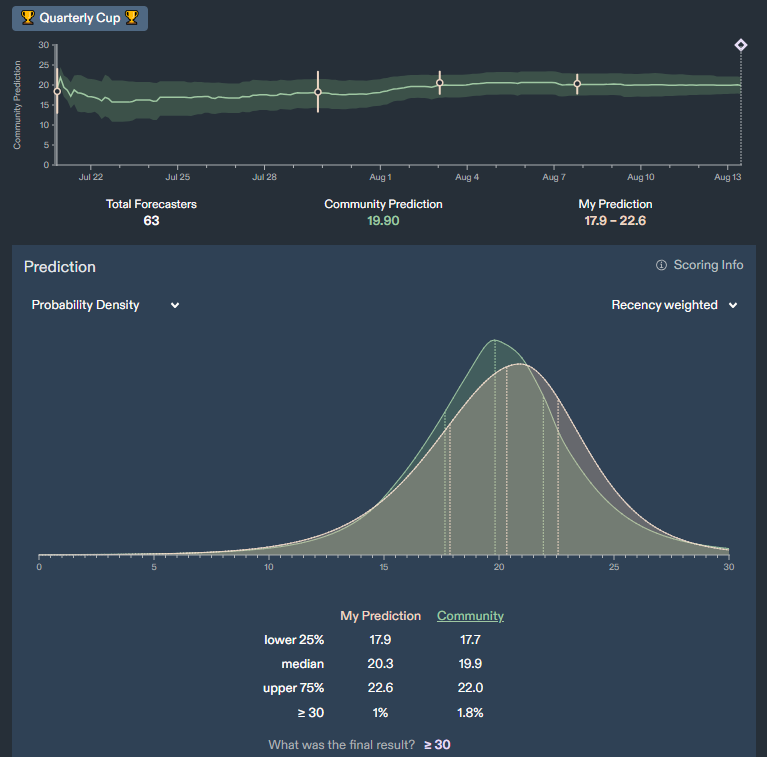 🏆 Quarterly Cup 🏆
Community Prediction
30
25
20
15
10
5
0
Jul 22 Jul 25 Jul 28 Aug 1 Aug 4 Aug 7 Aug 10 Aug 13
Total Forecasters Community Prediction My Prediction
63 19.90 17.9 – 22.6
Prediction Scoring Info
Probability Density Recency weighted
0 5 10 15 20 25 30
My Prediction Community
lower 25% 17.9 17.7
median 20.3 19.9
upper 75% 22.6 22.0
≥ 30 1% 1.8%
What was the final result? ≥ 30